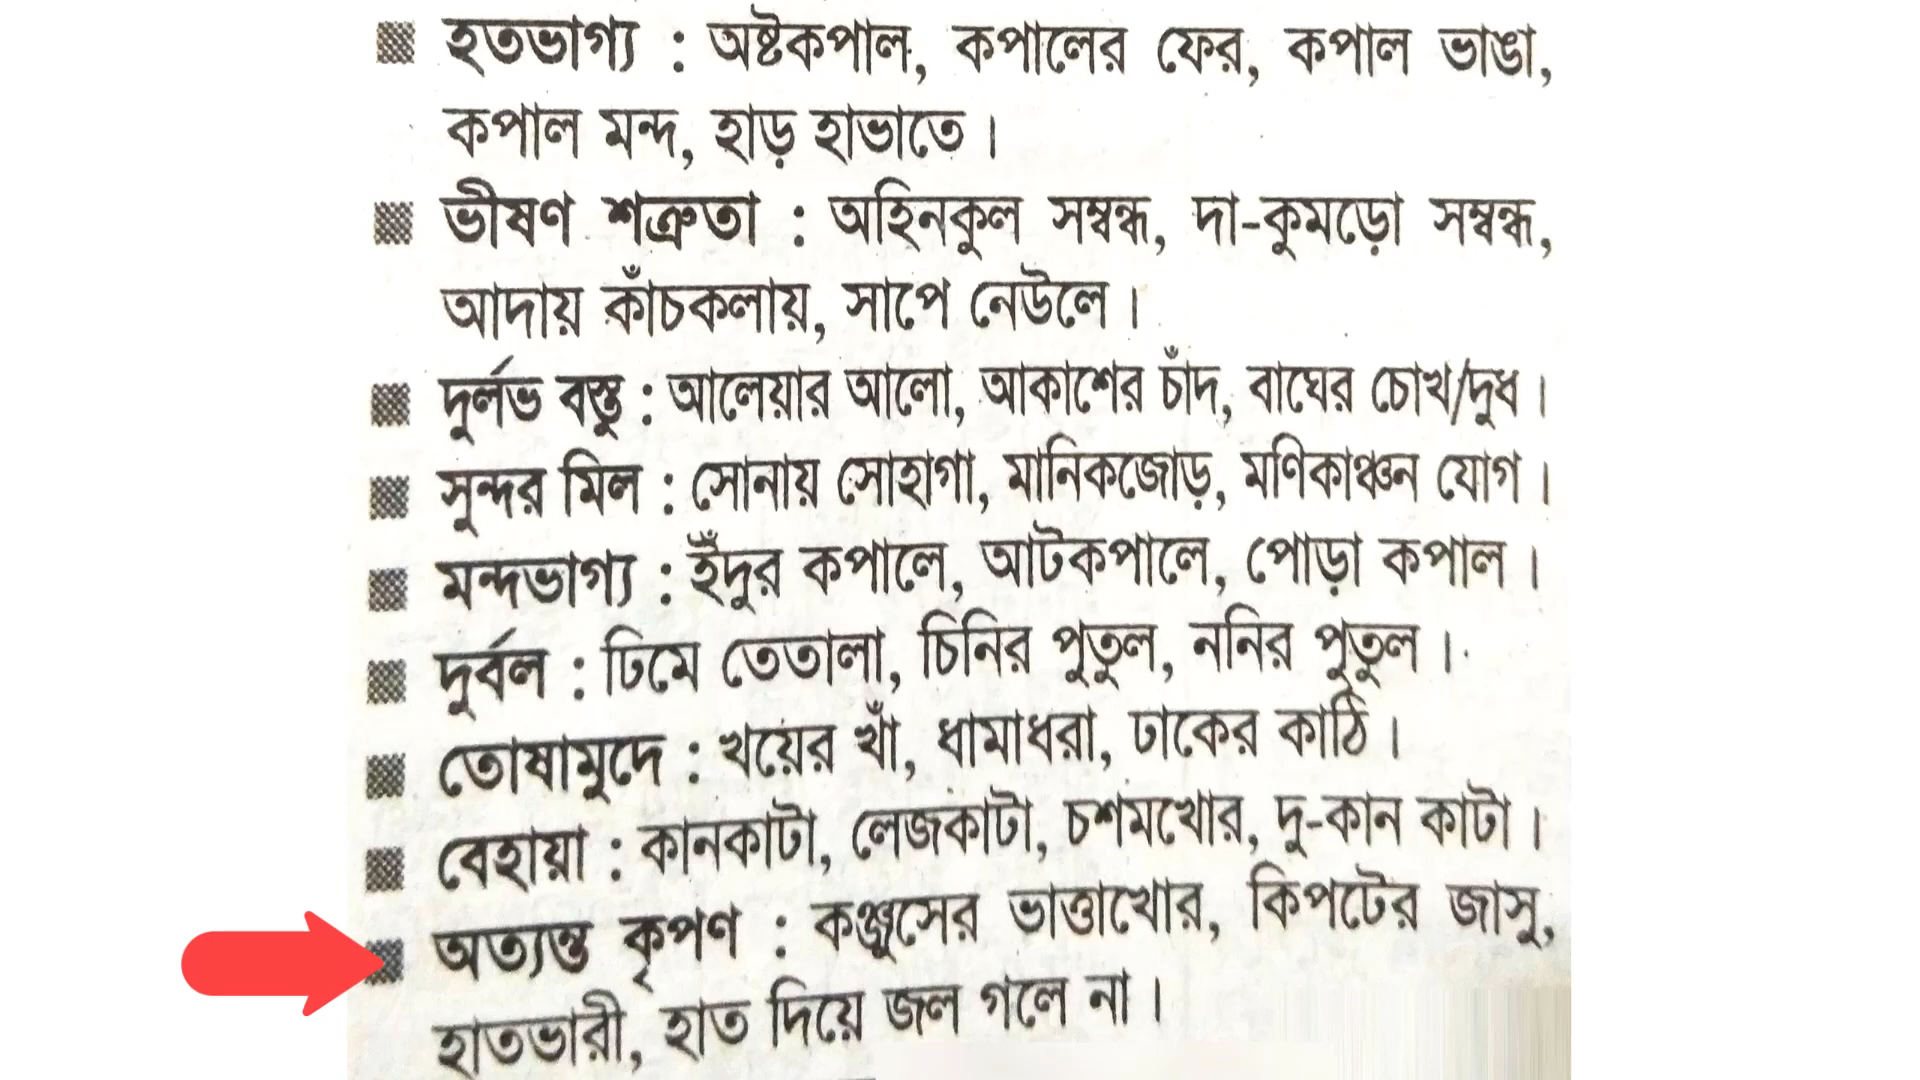 হতভাগ্য : অষ্টকপাল, কপালের ফের, কপাল ভাঙা,
কপাল মন্দ, হাড় হাভাতে।
ভীষণ শত্রুতা : অহিনকুল সম্বন্ধ, দা-কুমড়ো সম্বন্ধ,
আদায় কাঁচকলায়, সাপে নেউলে।
দুর্লভ বস্তু : আলেয়ার আলো, আকাশের চাঁদ, বাঘের চোখ/দুধ।
সুন্দর মিল : সোনায় সোহাগা, মানিকজোড়, মণিকাঞ্চন যোগ।
মন্দভাগ্য : ইঁদুর কপালে, আটকপালে, পোড়া কপাল।
দুর্বল : ঢিমে তেতালা, চিনির পুতুল, ননির পুতুল।
তোষামুদে : খয়ের খাঁ, ধামাধরা, ঢাকের কাঠি।
বেহায়া : কানকাটা, লেজকাটা, চশমখোর, দু-কান কাটা।
অত্যন্ত কৃপণ : কঞ্জুসের ভাত্তাখোর, কিপটের জাসু,
হাতভারী, হাত দিয়ে জল গলে না।